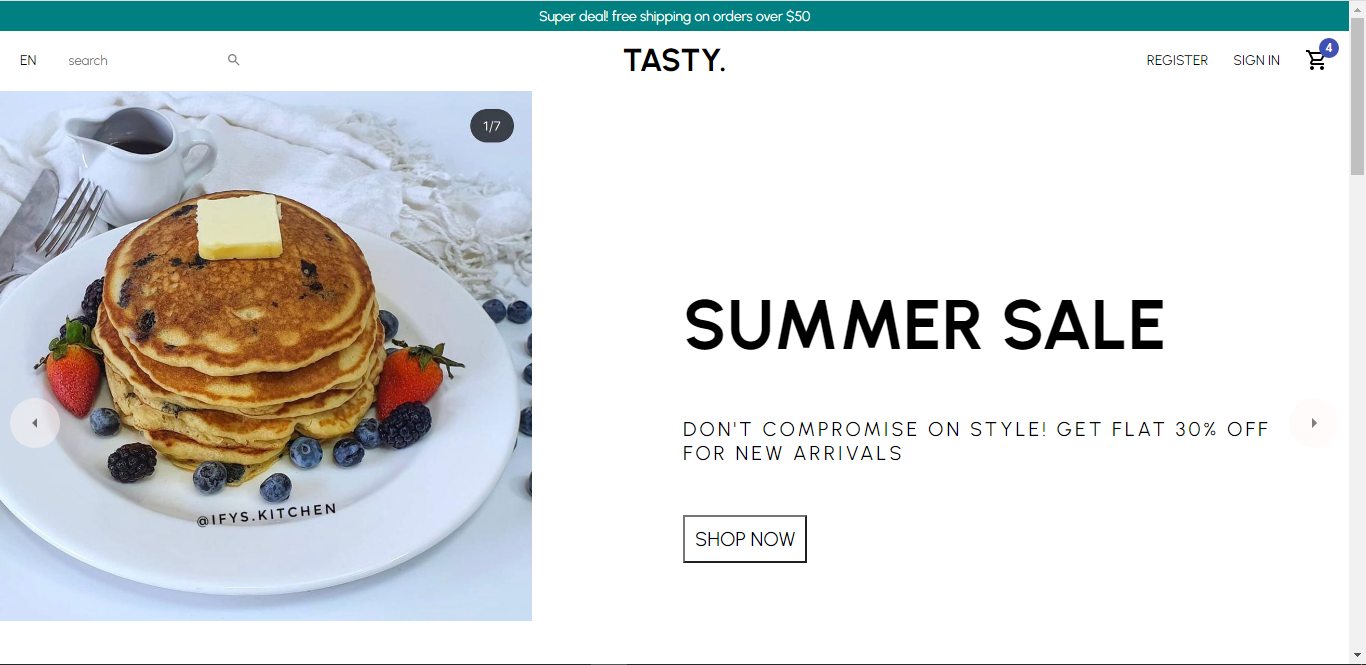 Super deal! free shipping on orders over $50
EN
search
TASTY.
REGISTER
SIGN IN
4
1/7
@IFYS.KITCHEN
SUMMER SALE
DON'T COMPROMISE ON STYLE! GET FLAT 30% OFF
FOR NEW ARRIVALS
SHOP NOW